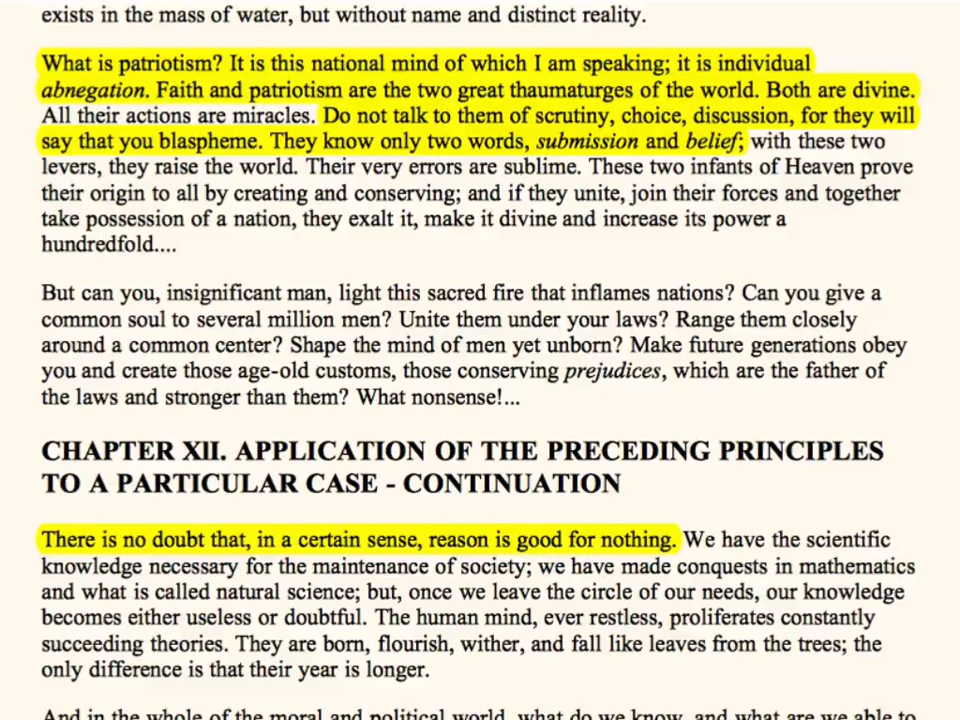 exists in the mass of water, but without name and distinct reality.
What is patriotism? It is this national mind of which I am speaking; it is individual
abnegation. Faith and patriotism are the two great thaumaturges of the world. Both are divine.
All their actions are miracles. Do not talk to them of scrutiny, choice, discussion, for they will
say that you blaspheme. They know only two words, submission and belief; with these two
levers, they raise the world. Their very errors are sublime. These two infants of Heaven prove
their origin to all by creating and conserving; and if they unite, join their forces and together
take possession of a nation, they exalt it, make it divine and increase its power a
hundredfold....
But can you, insignificant man, light this sacred fire that inflames nations? Can you give a
common soul to several million men? Unite them under your laws? Range them closely
around a common center? Shape the mind of men yet unborn? Make future generations obey
you and create those age-old customs, those conserving prejudices, which are the father of
the laws and stronger than them? What nonsense!...
CHAPTER XII. APPLICATION OF THE PRECEDING PRINCIPLES
TO A PARTICULAR CASE - CONTINUATION
There is no doubt that, in a certain sense, reason is good for nothing. We have the scientific
knowledge necessary for the maintenance of society; we have made conquests in mathematics
and what is called natural science; but, once we leave the circle of our needs, our knowledge
becomes either useless or doubtful. The human mind, ever restless, proliferates constantly
succeeding theories. They are born, flourish, wither, and fall like leaves from the trees; the
only difference is that their year is longer.
And in the whole of the moral and political world, what do we know, and what are we able to